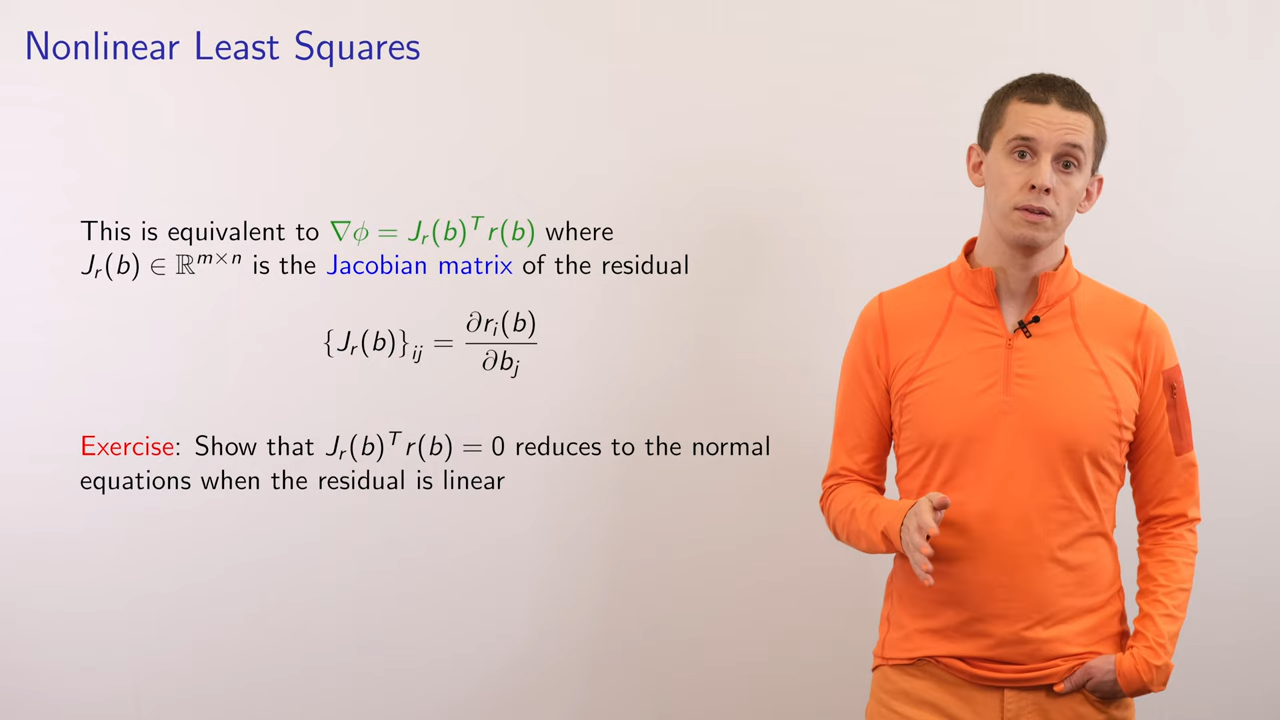 Nonlinear Least Squares
This is equivalent to ∇ϕ = J_r(b)^T r(b) where
J_r(b) ∈ ℝ^{m×n} is the Jacobian matrix of the residual
{J_r(b)}_{ij} = ∂r_i(b) / ∂b_j
Exercise: Show that J_r(b)^T r(b) = 0 reduces to the normal
equations when the residual is linear